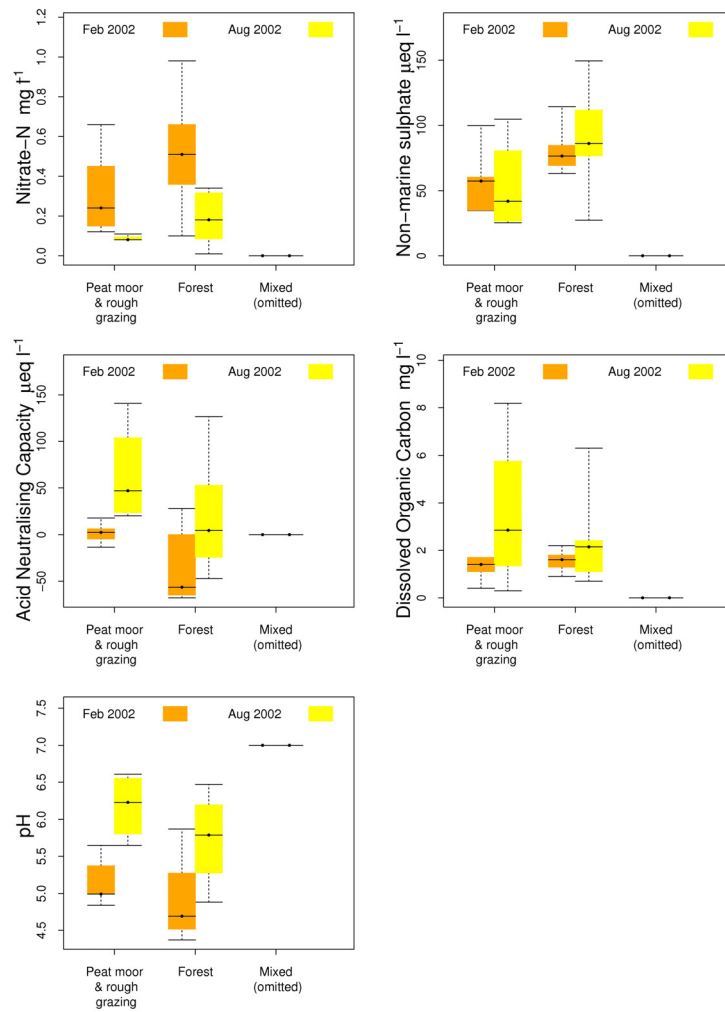 Feb 2002 Aug 2002
Nitrate−N mg l⁻¹
0.0 0.2 0.4 0.6 0.8 1.0 1.2
Peat moor
& rough
grazing
Forest
Mixed
(omitted)
Feb 2002 Aug 2002
Non−marine sulphate µeq l⁻¹
0 50 100 150
Peat moor
& rough
grazing
Forest
Mixed
(omitted)
Feb 2002 Aug 2002
Acid Neutralising Capacity µeq l⁻¹
−50 0 50 100 150
Peat moor
& rough
grazing
Forest
Mixed
(omitted)
Feb 2002 Aug 2002
Dissolved Organic Carbon mg l⁻¹
0 2 4 6 8 10
Peat moor
& rough
grazing
Forest
Mixed
(omitted)
Feb 2002 Aug 2002
pH
4.5 5.0 5.5 6.0 6.5 7.0 7.5
Peat moor
& rough
grazing
Forest
Mixed
(omitted)